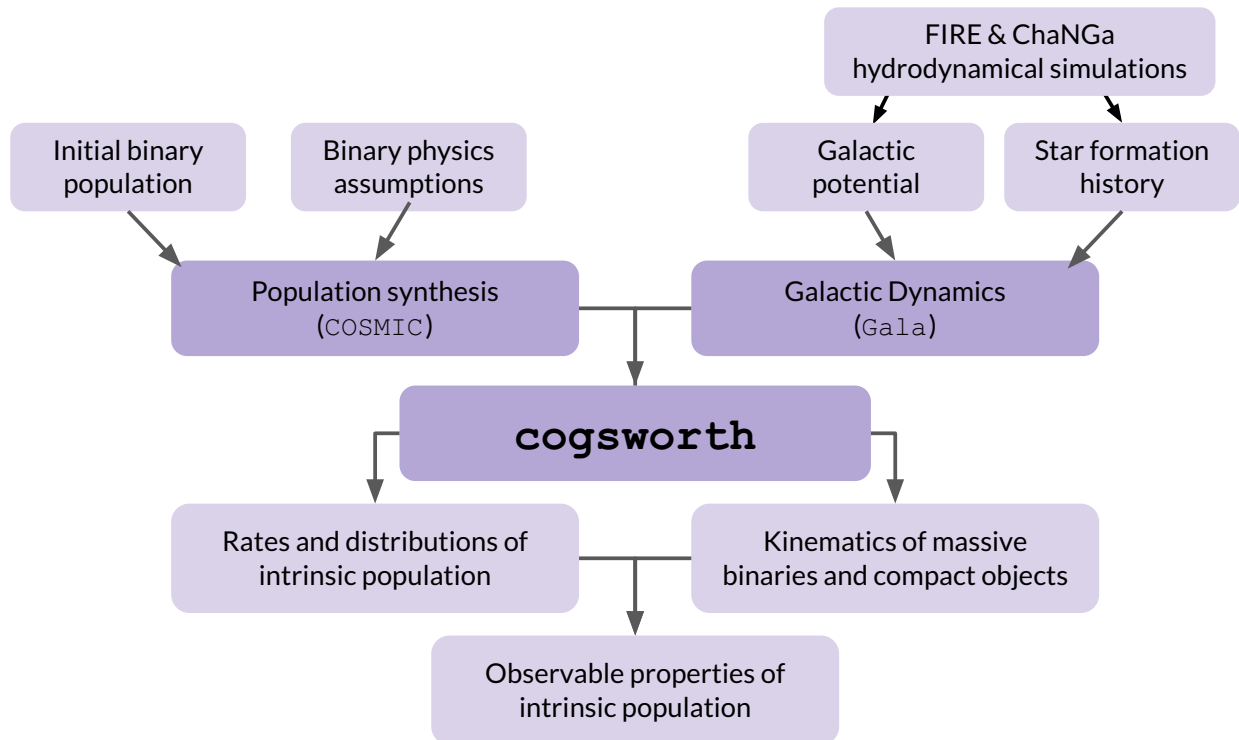 FIRE & ChaNGa
hydrodynamical simulations
Initial binary
population
Binary physics
assumptions
Galactic
potential
Star formation
history
Population synthesis
(COSMIC)
Galactic Dynamics
(Gala)
cogsworth
Rates and distributions of
intrinsic population
Kinematics of massive
binaries and compact objects
Observable properties of
intrinsic population